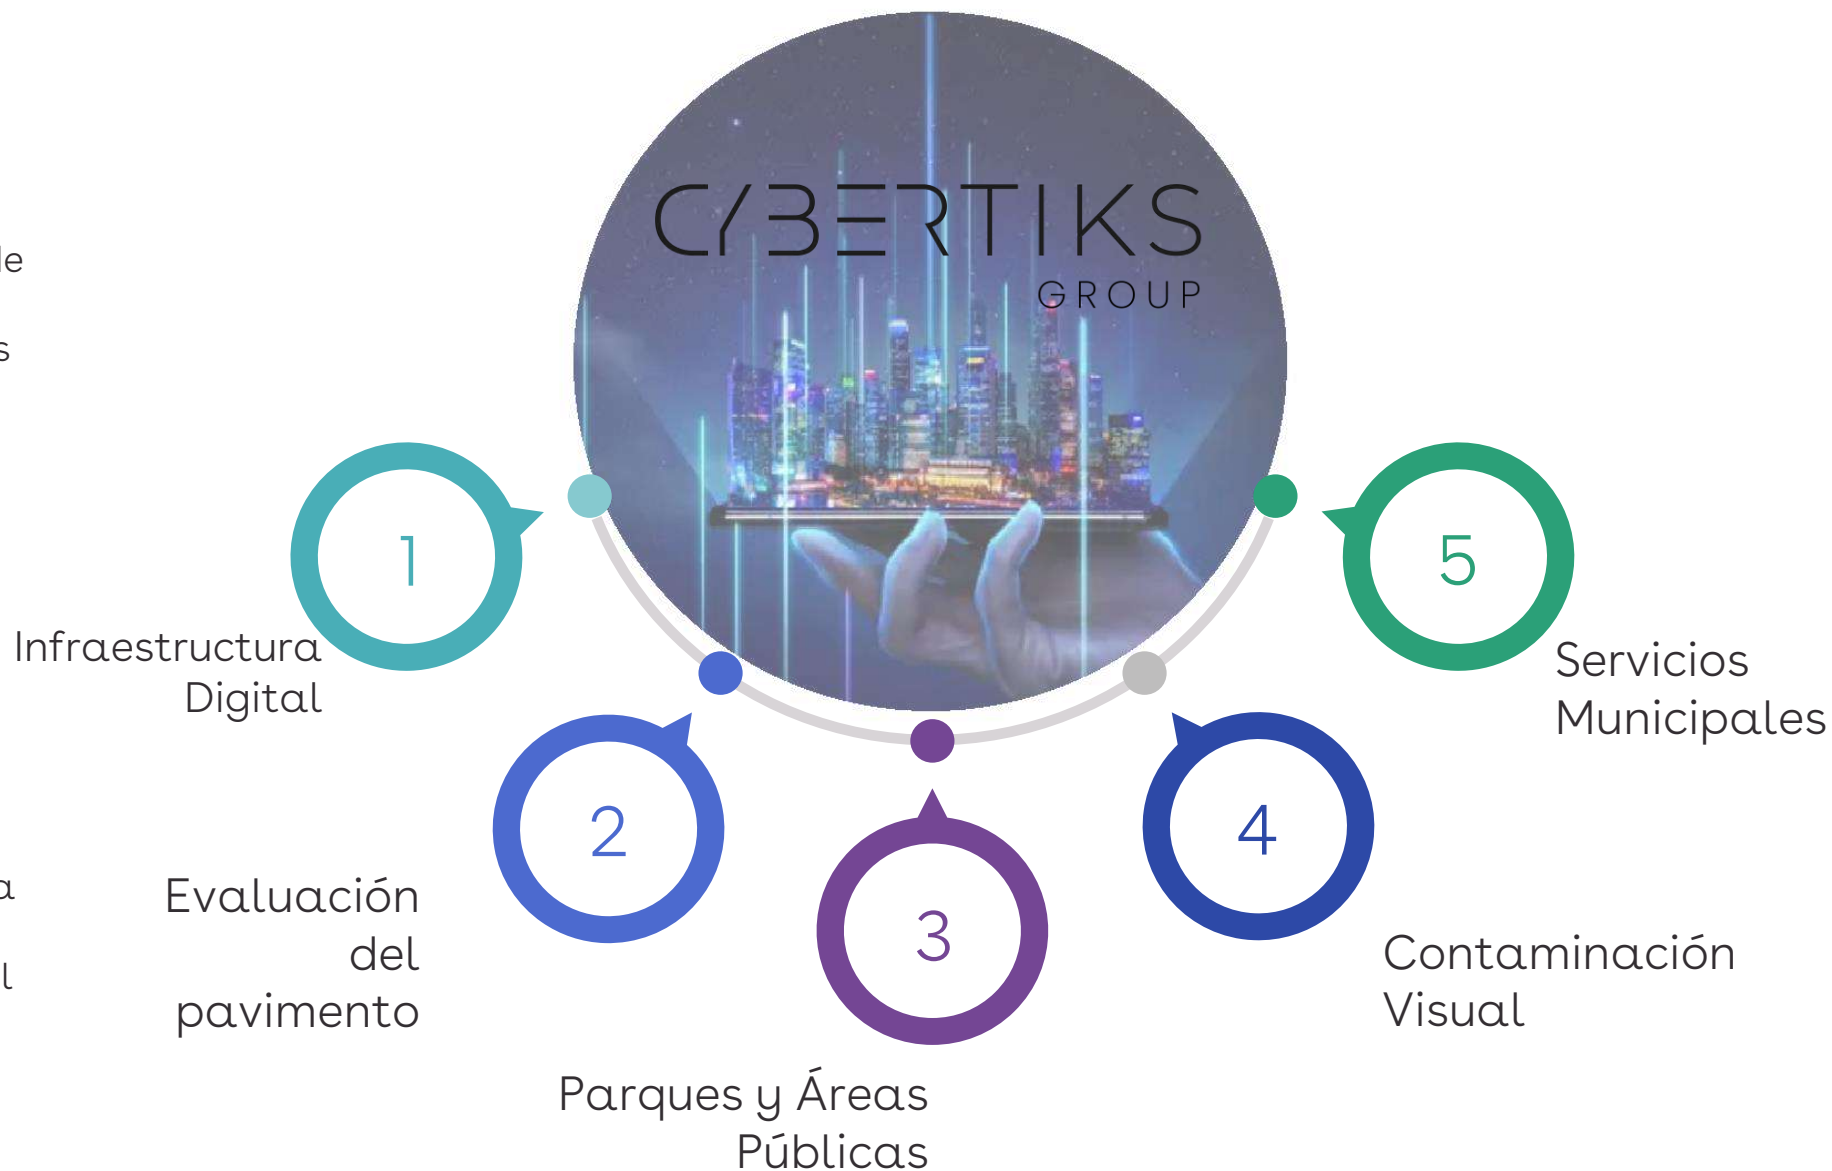 CYBERTIKS
GROUP
1
Infraestructura
Digital
2
Evaluación
del
pavimento
3
Parques y Áreas
Públicas
4
Contaminación
Visual
5
Servicios
Municipales